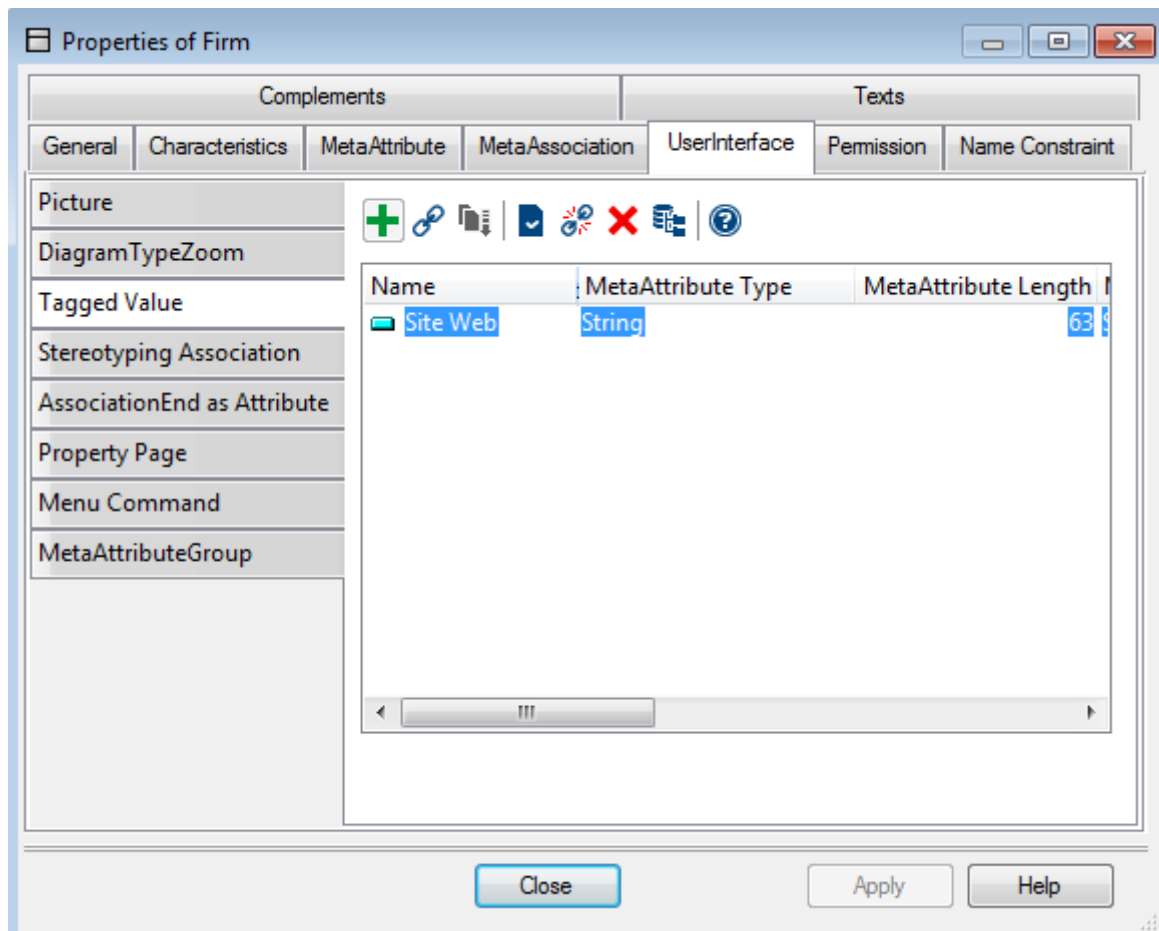 Properties of Firm
Complements Texts
General Characteristics MetaAttribute MetaAssociation UserInterface Permission Name Constraint
Picture
DiagramTypeZoom
Tagged Value
Stereotyping Association
AssociationEnd as Attribute
Property Page
Menu Command
MetaAttributeGroup
Name MetaAttribute Type MetaAttribute Length
Site Web String 63
Close Apply Help